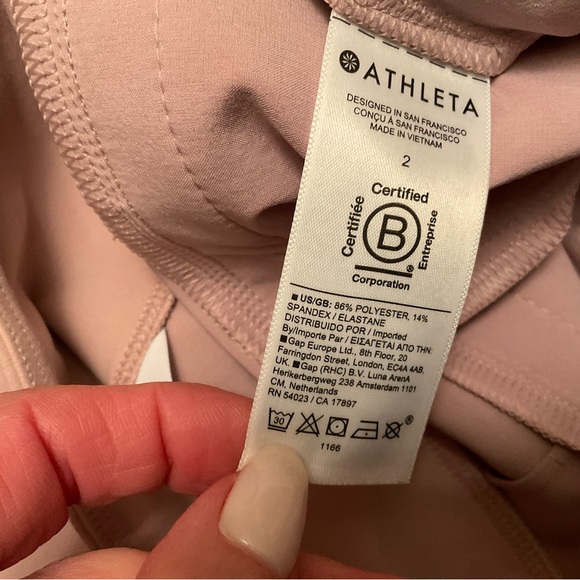 ATHLETA
DESIGNED IN SAN FRANCISCO
CONÇU À SAN FRANCISCO
MADE IN VIETNAM
2
Certified
Certifiée
B
®
Entreprise
Corporation
■ US/GB: 86% POLYESTER, 14%
SPANDEX / ELASTANE
DISTRIBUTED FOR / Imported
By/Importe Par / ΕΙΣΑΓΕΤΑΙ ΑΠΟ ΤΗΝ:
■ Gap Europe Ltd., 8th Floor, 20
Farringdon Street, London, EC4A 4AB,
UK. ■ Gap (RHC) B.V. Luna ArenA
Herikerbergweg 238 Amsterdam 1101
CM, Netherlands
RN 54023 / CA 17897
30 ®
1166